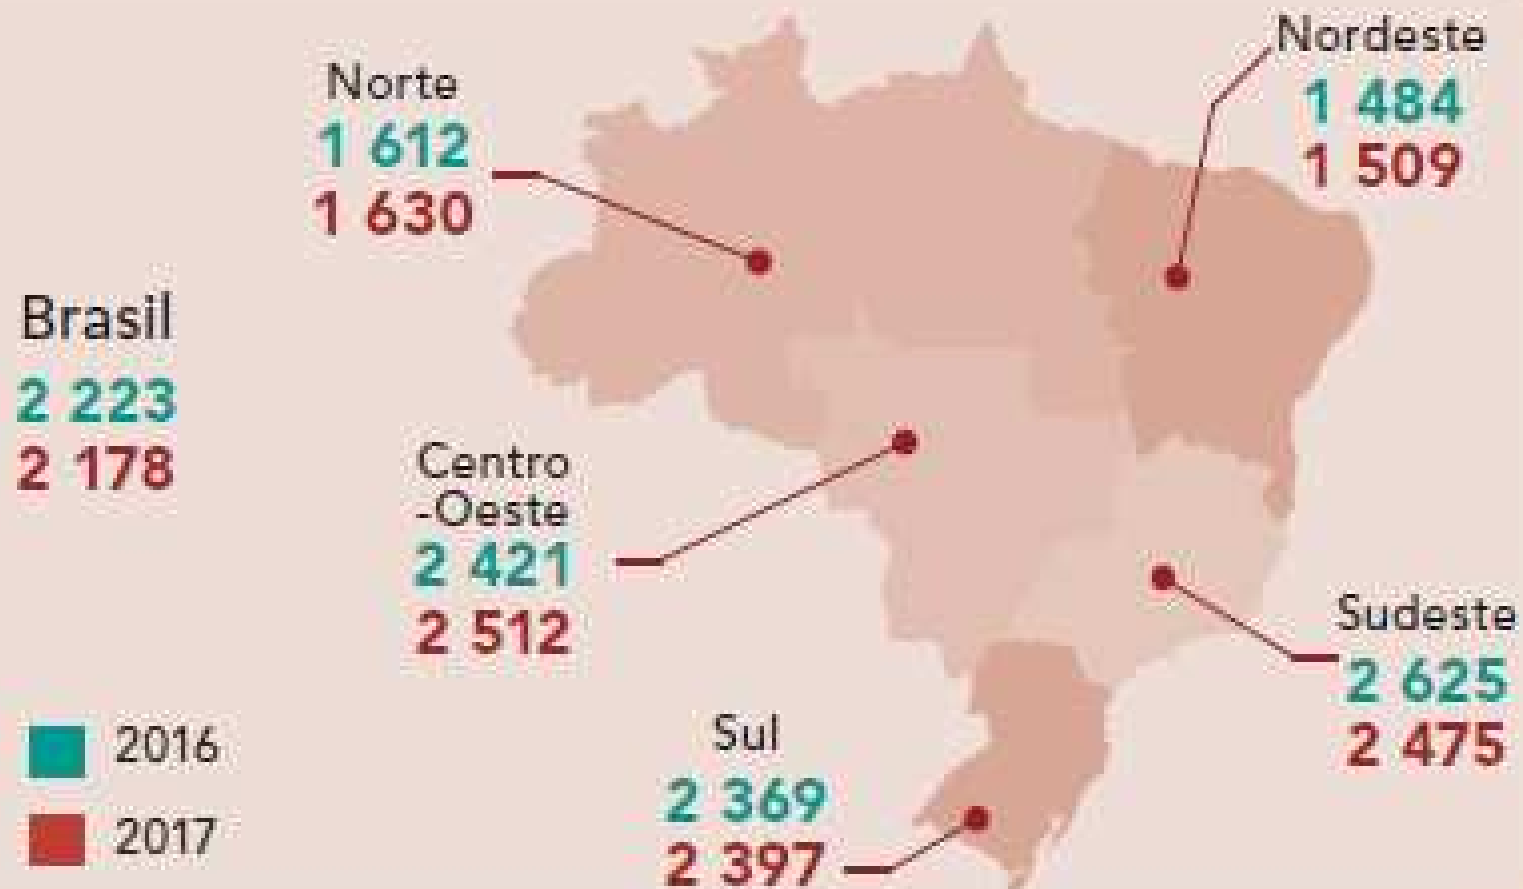 Nordeste
1 484
1 509
Norte
1 612
1 630
Brasil
2 223
2 178
Centro
-Oeste
2 421
2 512
Sudeste
2 625
2 475
Sul
2 369
2 397
2016
2017